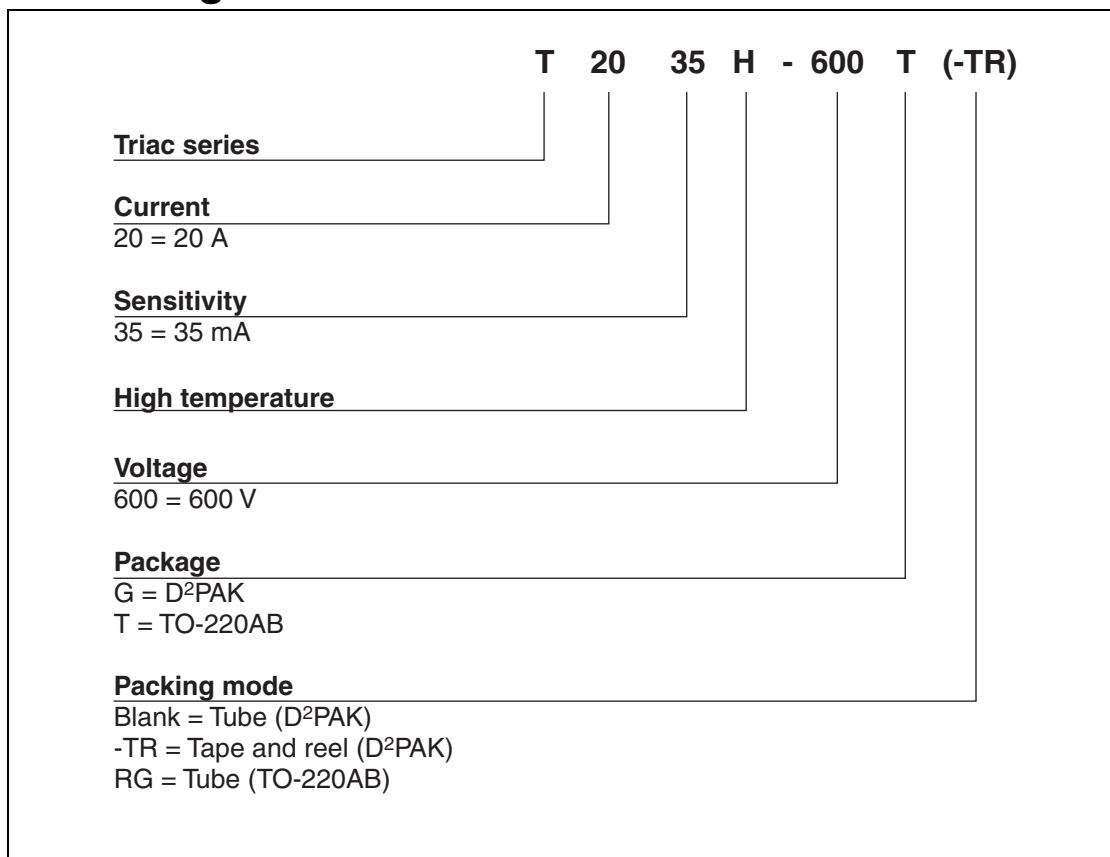 T 20 35 H - 600 T (-TR)
Triac series
Current
20 = 20 A
Sensitivity
35 = 35 mA
High temperature
Voltage
600 = 600 V
Package
G = D²PAK
T = TO-220AB
Packing mode
Blank = Tube (D²PAK)
-TR = Tape and reel (D²PAK)
RG = Tube (TO-220AB)